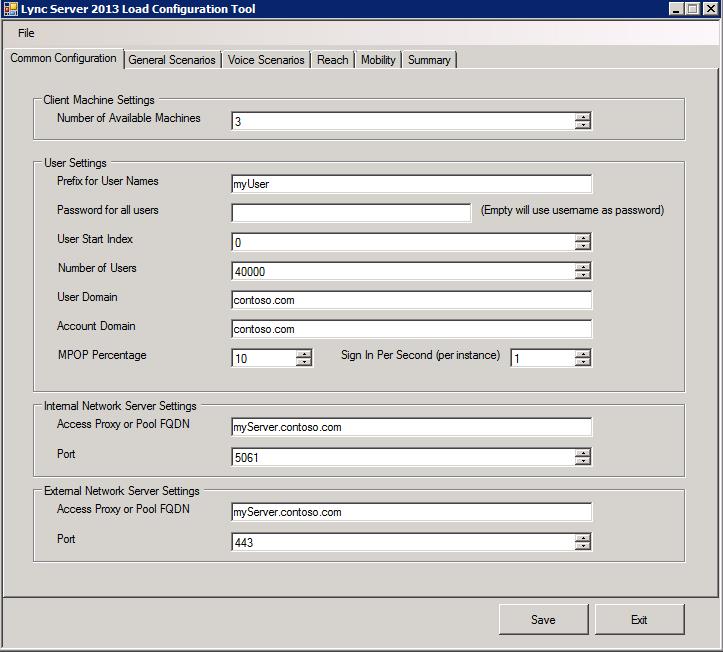 Lync Server 2013 Load Configuration Tool
File
Common Configuration General Scenarios Voice Scenarios Reach Mobility Summary
Client Machine Settings
Number of Available Machines 3
User Settings
Prefix for User Names myUser
Password for all users (Empty will use username as password)
User Start Index 0
Number of Users 40000
User Domain contoso.com
Account Domain contoso.com
MPOP Percentage 10 Sign In Per Second (per instance) 1
Internal Network Server Settings
Access Proxy or Pool FQDN myServer.contoso.com
Port 5061
External Network Server Settings
Access Proxy or Pool FQDN myServer.contoso.com
Port 443
Save Exit